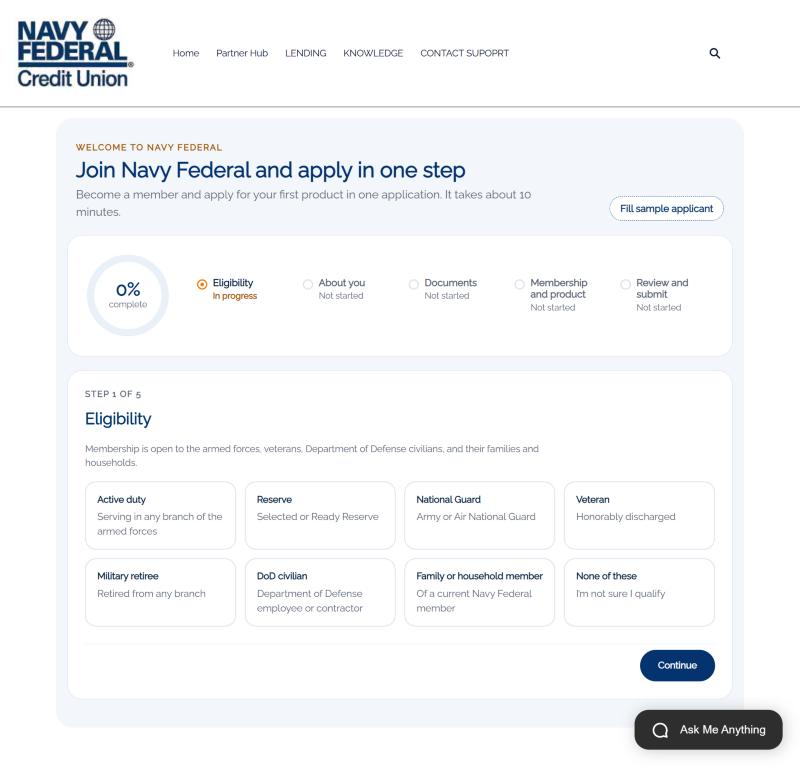 NAVY
FEDERAL®
Credit Union
Home Partner Hub LENDING KNOWLEDGE CONTACT SUPOPRT
WELCOME TO NAVY FEDERAL
Join Navy Federal and apply in one step
Become a member and apply for your first product in one application. It takes about 10
minutes.
Fill sample applicant
0%
complete
Eligibility
In progress
About you
Not started
Documents
Not started
Membership
and product
Not started
Review and
submit
Not started
STEP 1 OF 5
Eligibility
Membership is open to the armed forces, veterans, Department of Defense civilians, and their families and
households.
Active duty
Serving in any branch of the
armed forces
Reserve
Selected or Ready Reserve
National Guard
Army or Air National Guard
Veteran
Honorably discharged
Military retiree
Retired from any branch
DoD civilian
Department of Defense
employee or contractor
Family or household member
Of a current Navy Federal
member
None of these
I'm not sure I qualify
Continue
Ask Me Anything